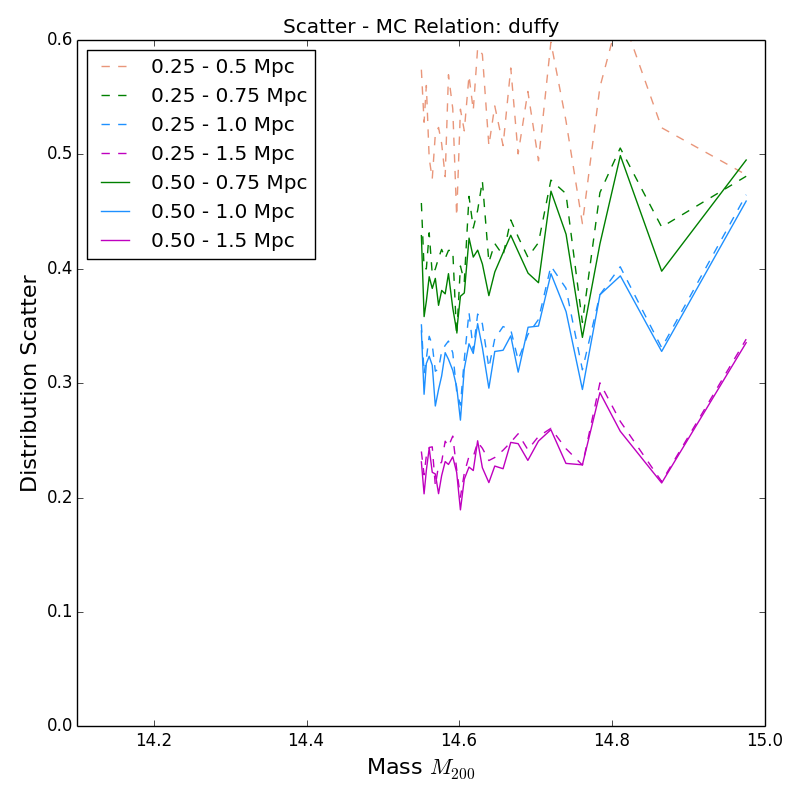 Scatter - MC Relation: duffy
0.6
0.25 - 0.5 Mpc
0.25 - 0.75 Mpc
0.25 - 1.0 Mpc
0.25 - 1.5 Mpc
0.50 - 0.75 Mpc
0.50 - 1.0 Mpc
0.50 - 1.5 Mpc
0.5
0.4
0.3
0.2
0.1
0.0
Distribution Scatter
14.2 14.4 14.6 14.8 15.0
Mass $M_{200}$